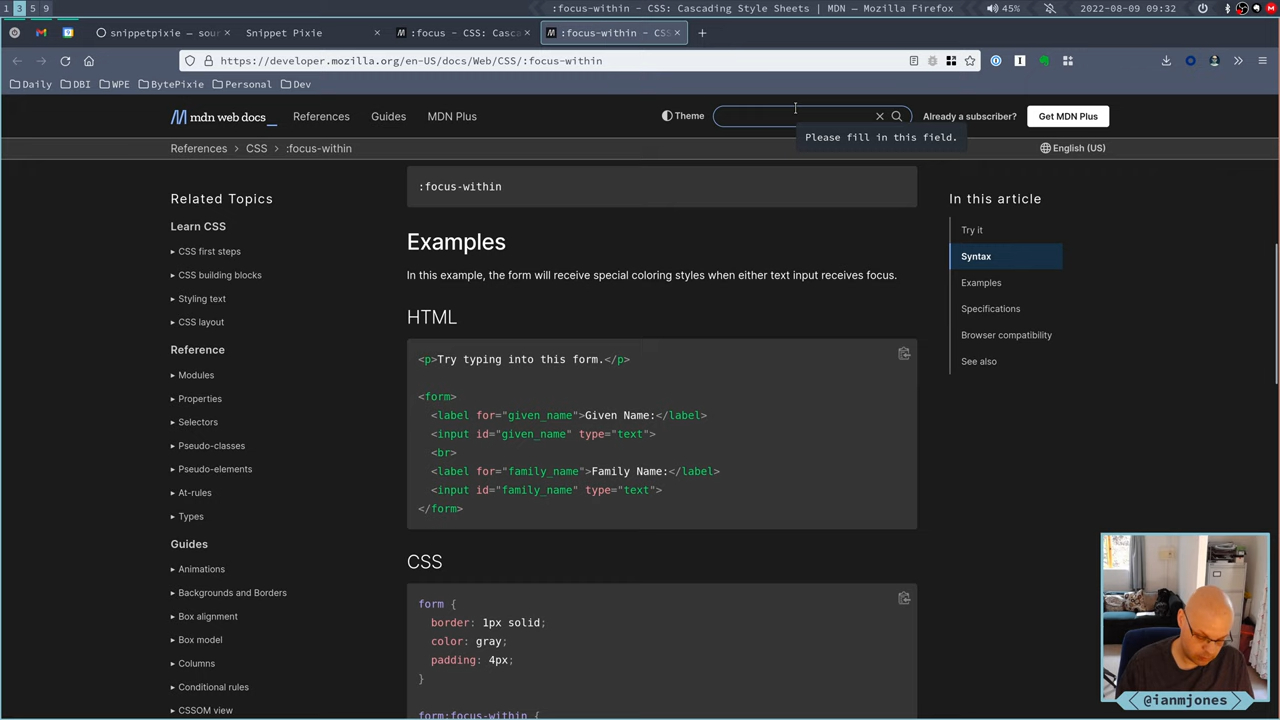 1 3 5 9
:focus-within - CSS: Cascading Style Sheets | MDN — Mozilla Firefox
45%
2022-08-09 09:32
snippetpixie — sour
Snippet Pixie
:focus - CSS: Casca
:focus-within - CSS
https://developer.mozilla.org/en-US/docs/Web/CSS/:focus-within
Daily
DBI
WPE
BytePixie
Personal
Dev
mdn web docs_
References
Guides
MDN Plus
Theme
Already a subscriber?
Get MDN Plus
Please fill in this field.
References
CSS
:focus-within
English (US)
Related Topics
Learn CSS
CSS first steps
CSS building blocks
Styling text
CSS layout
Reference
Modules
Properties
Selectors
Pseudo-classes
Pseudo-elements
At-rules
Types
Guides
Animations
Backgrounds and Borders
Box alignment
Box model
Columns
Conditional rules
CSSOM view
:focus-within
Examples
In this example, the form will receive special coloring styles when either text input receives focus.
HTML
<p>Try typing into this form.</p>
<form>
<label for="given_name">Given Name:</label>
<input id="given_name" type="text">
<br>
<label for="family_name">Family Name:</label>
<input id="family_name" type="text">
</form>
CSS
form {
border: 1px solid;
color: gray;
padding: 4px;
}
form:focus-within {
In this article
Try it
Syntax
Examples
Specifications
Browser compatibility
See also
@ianmjones